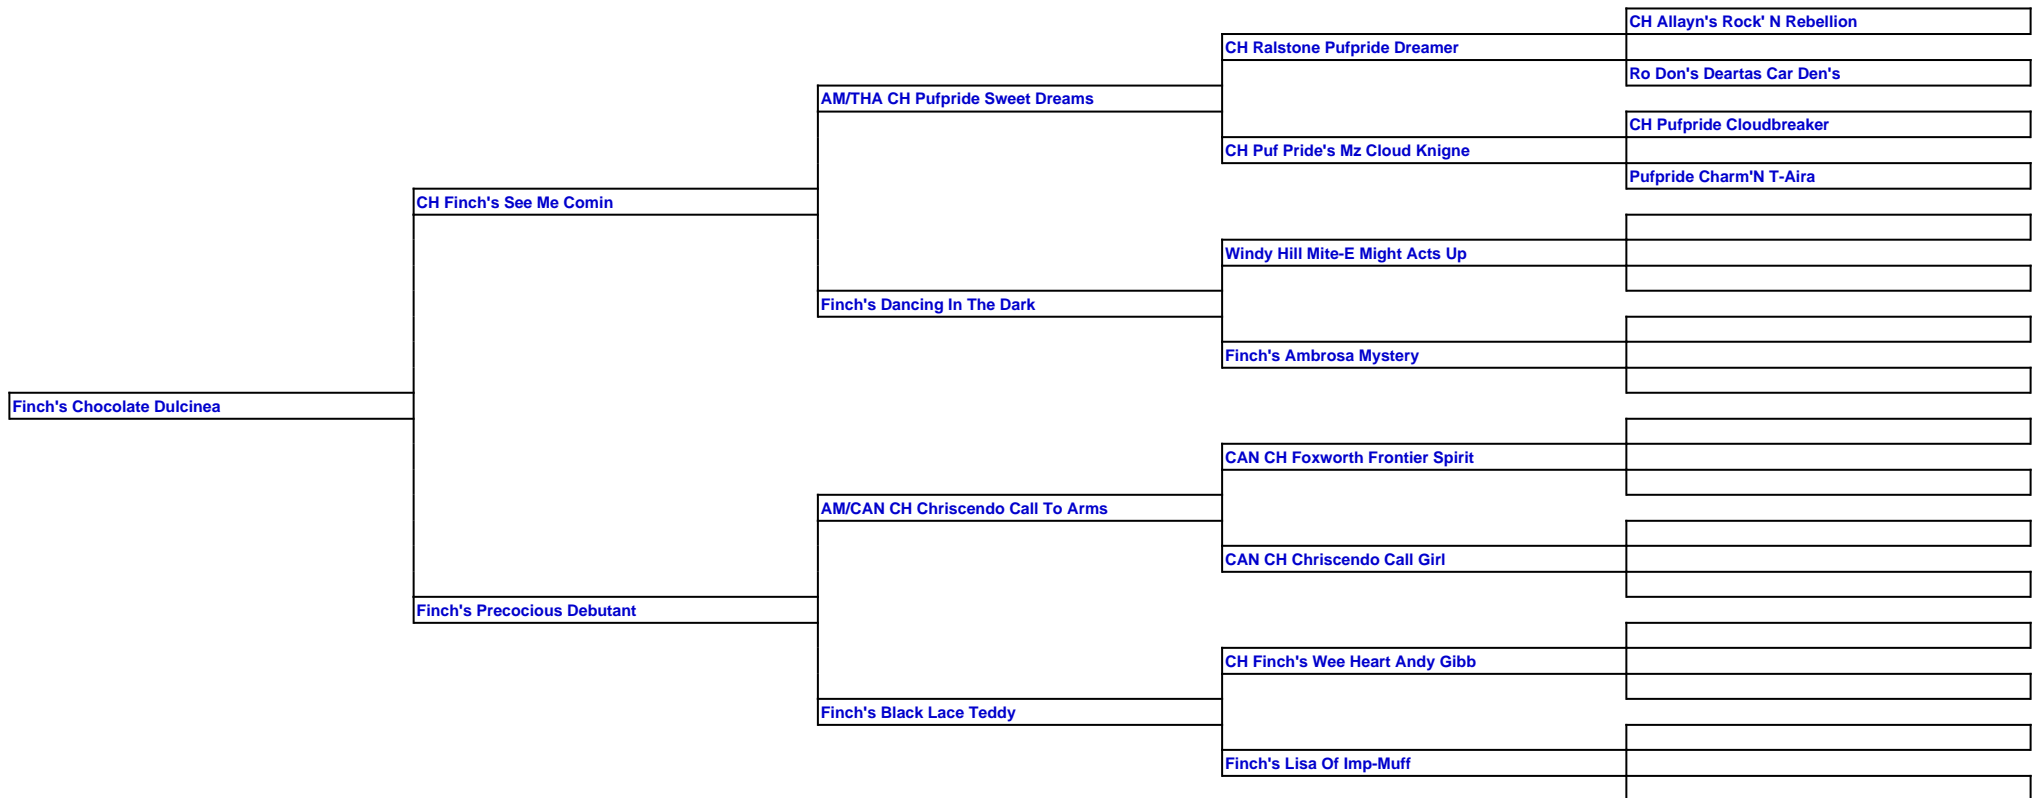 CH Allayn's Rock' N Rebellion
CH Ralstone Pufpride Dreamer
Ro Don's Deartas Car Den's
AM/THA CH Pufpride Sweet Dreams
CH Pufpride Cloudbreaker
CH Puf Pride's Mz Cloud Knigne
Pufpride Charm'N T-Aira
CH Finch's See Me Comin
Windy Hill Mite-E Might Acts Up
Finch's Dancing In The Dark
Finch's Ambrosa Mystery
Finch's Chocolate Dulcinea
CAN CH Foxworth Frontier Spirit
AM/CAN CH Chriscendo Call To Arms
CAN CH Chriscendo Call Girl
Finch's Precocious Debutant
CH Finch's Wee Heart Andy Gibb
Finch's Black Lace Teddy
Finch's Lisa Of Imp-Muff